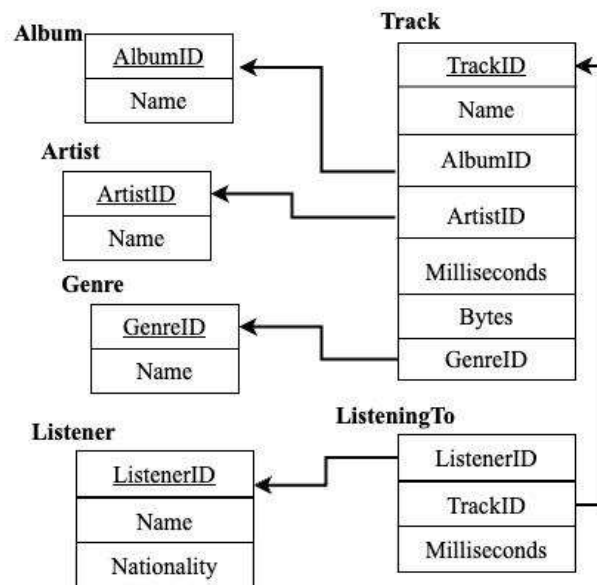 Album
AlbumID
Name
Artist
ArtistID
Name
Genre
GenreID
Name
Listener
ListenerID
Name
Nationality
Track
TrackID
Name
AlbumID
ArtistID
Milliseconds
Bytes
GenreID
ListeningTo
ListenerID
TrackID
Milliseconds